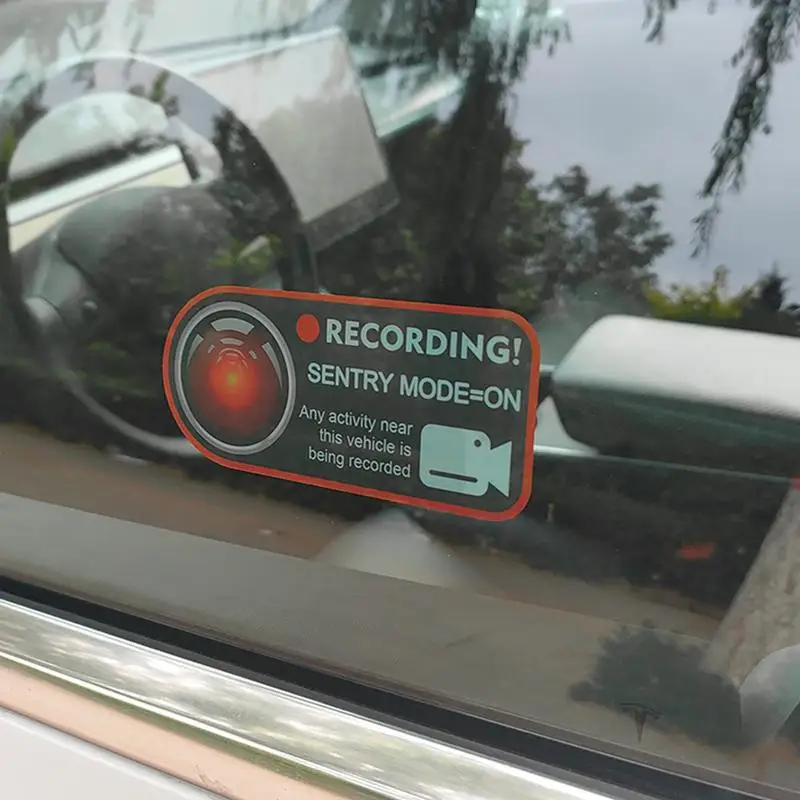 RECORDING!
SENTRY MODE=ON
Any activity near
this vehicle is
being recorded